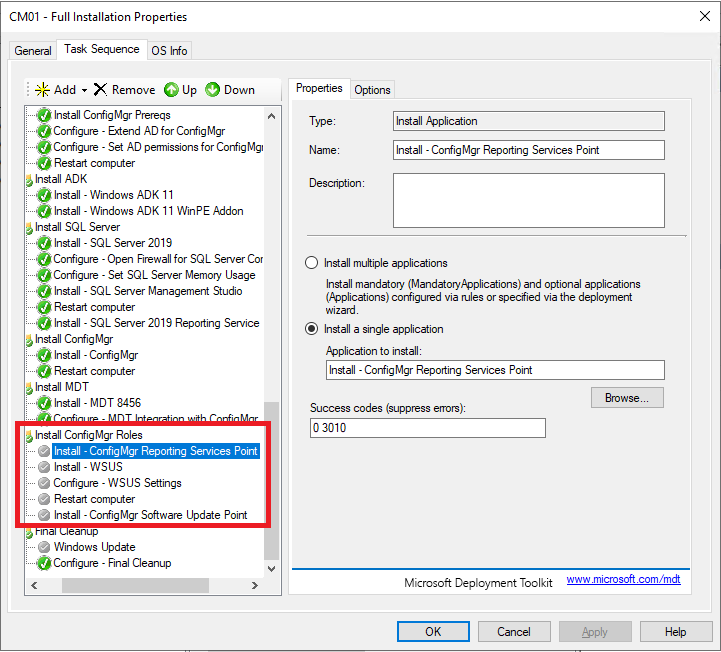 CM01 - Full Installation Properties
General
Task Sequence
OS Info
Add
Remove
Up
Down
Install ConfigMgr Prereqs
Configure - Extend AD for ConfigMgr
Configure - Set AD permissions for ConfigMgr
Restart computer
Install ADK
Install - Windows ADK 11
Install - Windows ADK 11 WinPE Addon
Install SQL Server
Install - SQL Server 2019
Configure - Open Firewall for SQL Server Cor
Configure - Set SQL Server Memory Usage
Install - SQL Server Management Studio
Restart computer
Install - SQL Server 2019 Reporting Service
Install ConfigMgr
Install - ConfigMgr
Restart computer
Install MDT
Install - MDT 8456
Configure - MDT Integration with ConfigMgr
Install ConfigMgr Roles
Install - ConfigMgr Reporting Services Point
Install - WSUS
Configure - WSUS Settings
Restart computer
Install - ConfigMgr Software Update Point
Final Cleanup
Windows Update
Configure - Final Cleanup
Properties
Options
Type:
Install Application
Name:
Install - ConfigMgr Reporting Services Point
Description:
Install multiple applications
Install mandatory (MandatoryApplications) and optional applications
(Applications) configured via rules or specified via the deployment
wizard.
Install a single application
Application to install:
Install - ConfigMgr Reporting Services Point
Browse...
Success codes (suppress errors):
0 3010
Microsoft Deployment Toolkit
www.microsoft.com/mdt
OK
Cancel
Apply
Help